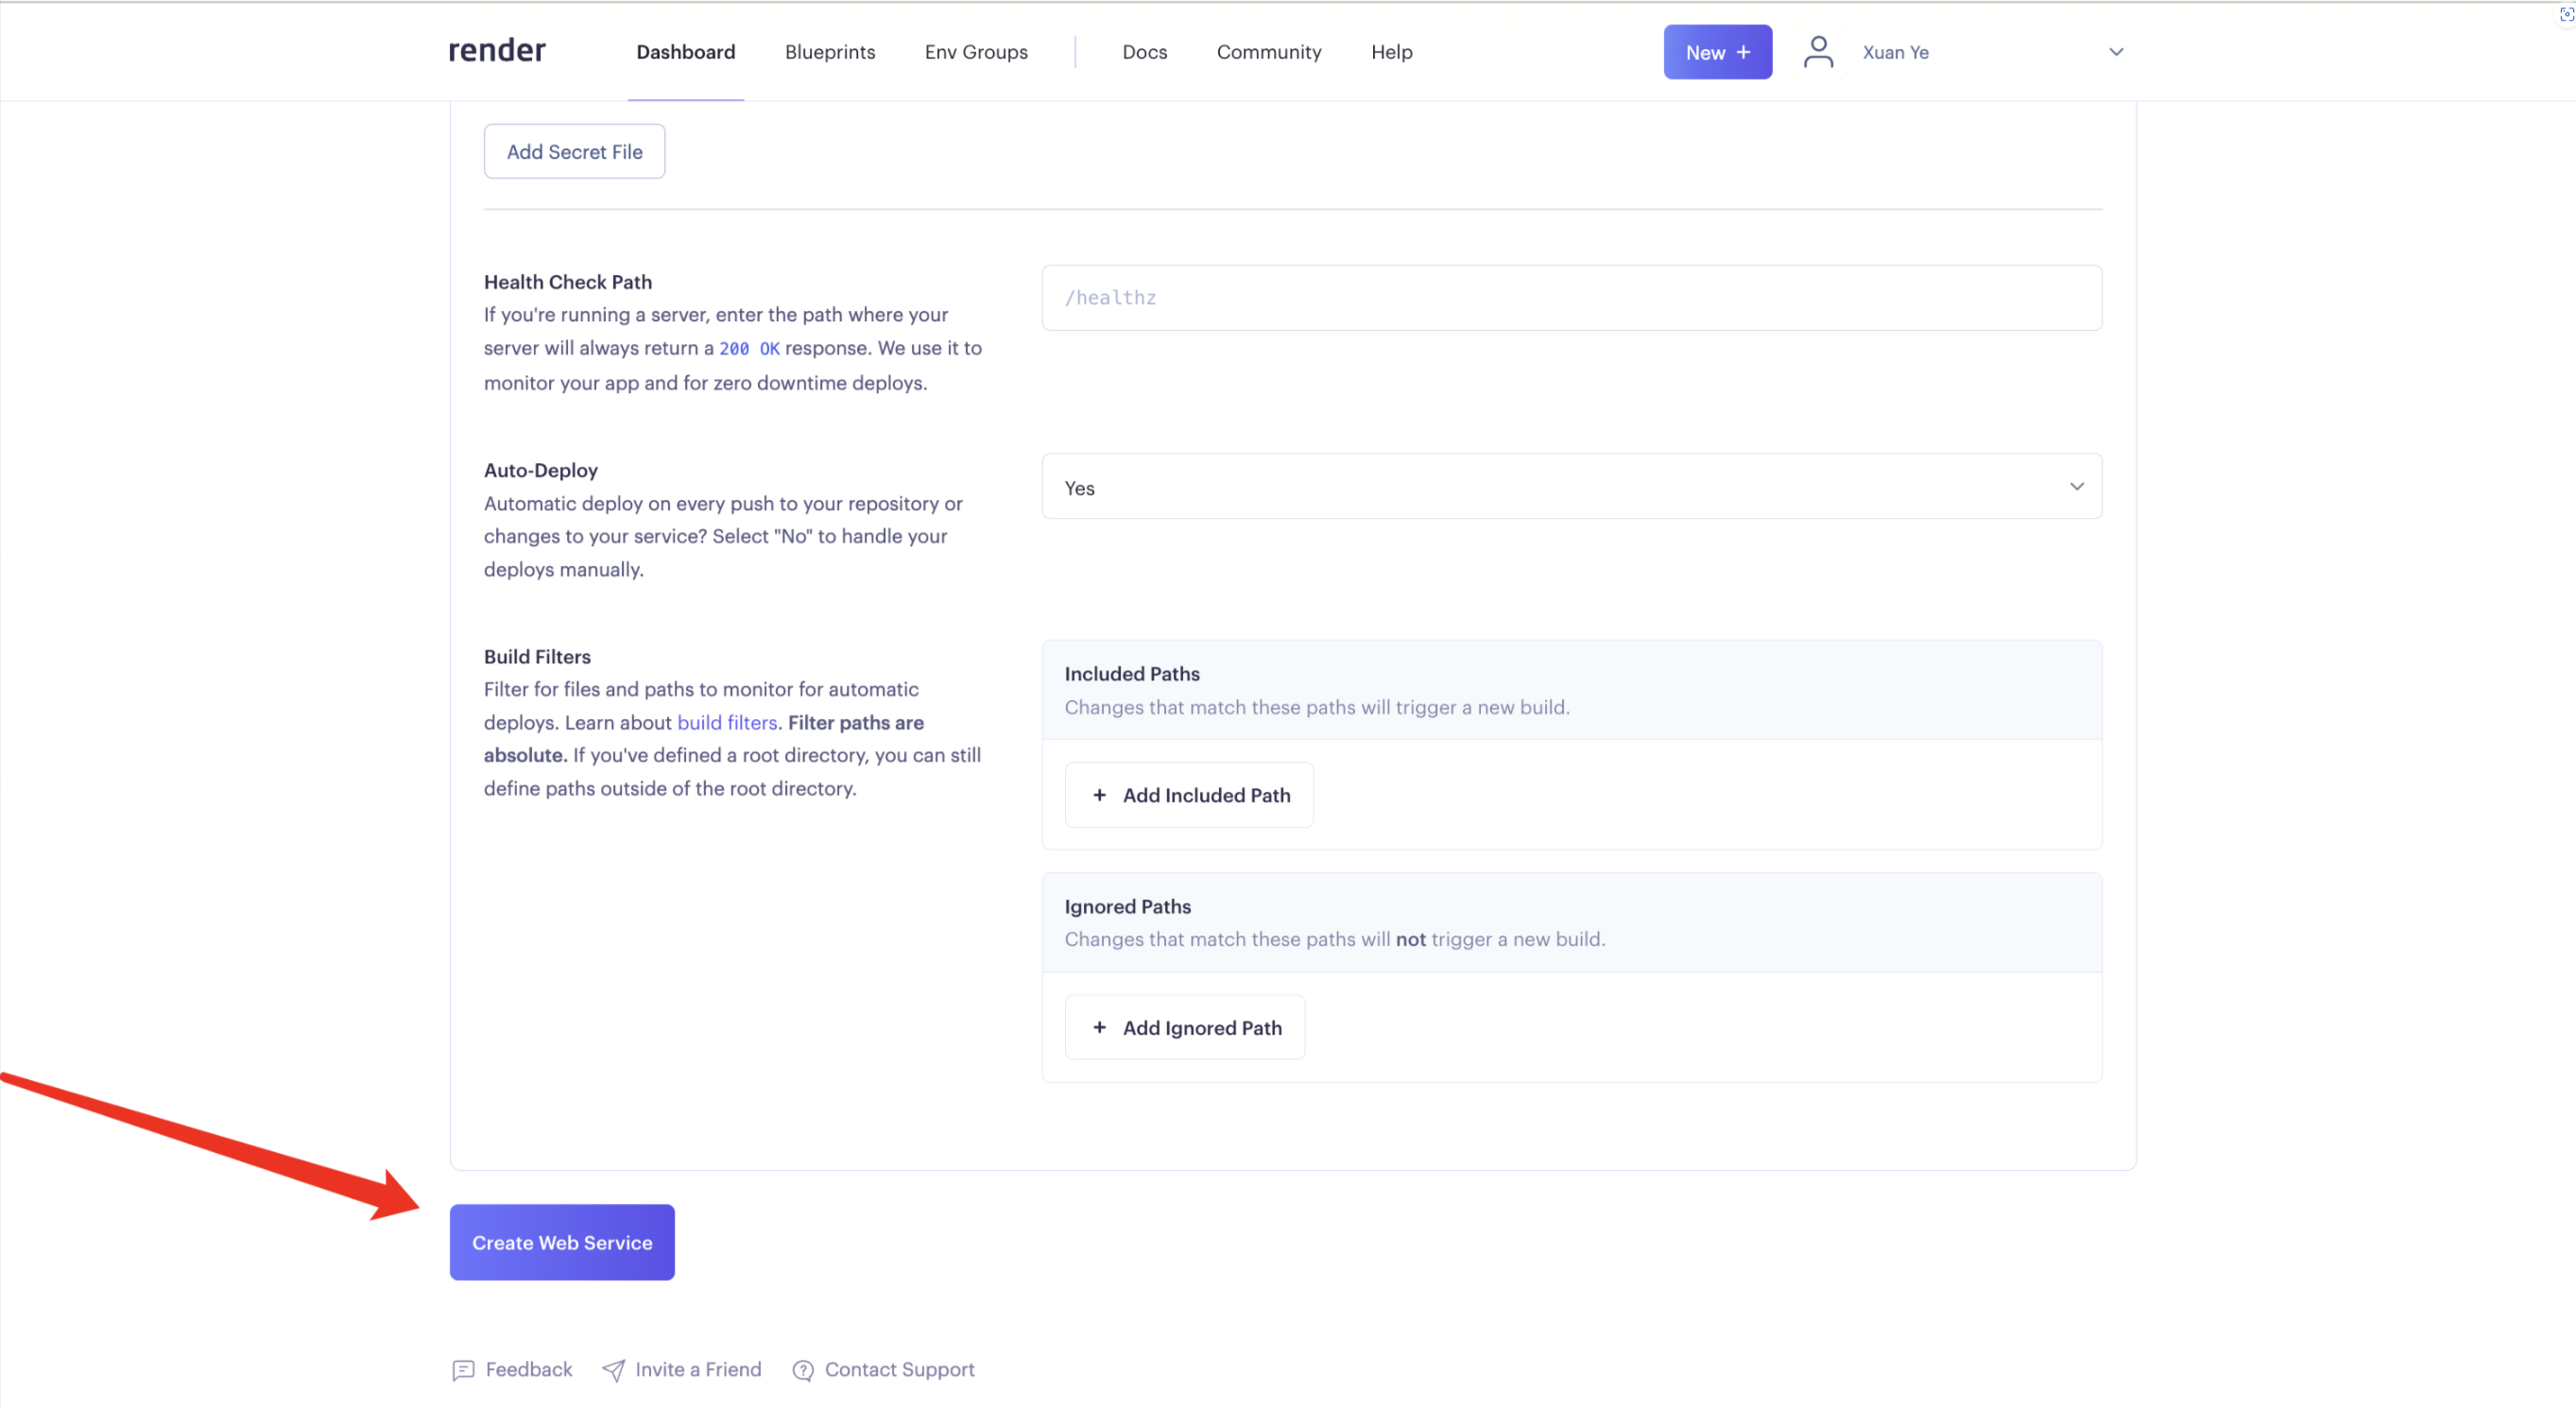 render
Dashboard
Blueprints
Env Groups
Docs
Community
Help
New +
Xuan Ye
Add Secret File
Health Check Path
If you're running a server, enter the path where your
server will always return a 200 OK response. We use it to
monitor your app and for zero downtime deploys.
/healthz
Auto-Deploy
Automatic deploy on every push to your repository or
changes to your service? Select "No" to handle your
deploys manually.
Yes
Build Filters
Filter for files and paths to monitor for automatic
deploys. Learn about build filters. Filter paths are
absolute. If you've defined a root directory, you can still
define paths outside of the root directory.
Included Paths
Changes that match these paths will trigger a new build.
+ Add Included Path
Ignored Paths
Changes that match these paths will not trigger a new build.
+ Add Ignored Path
Create Web Service
Feedback
Invite a Friend
Contact Support